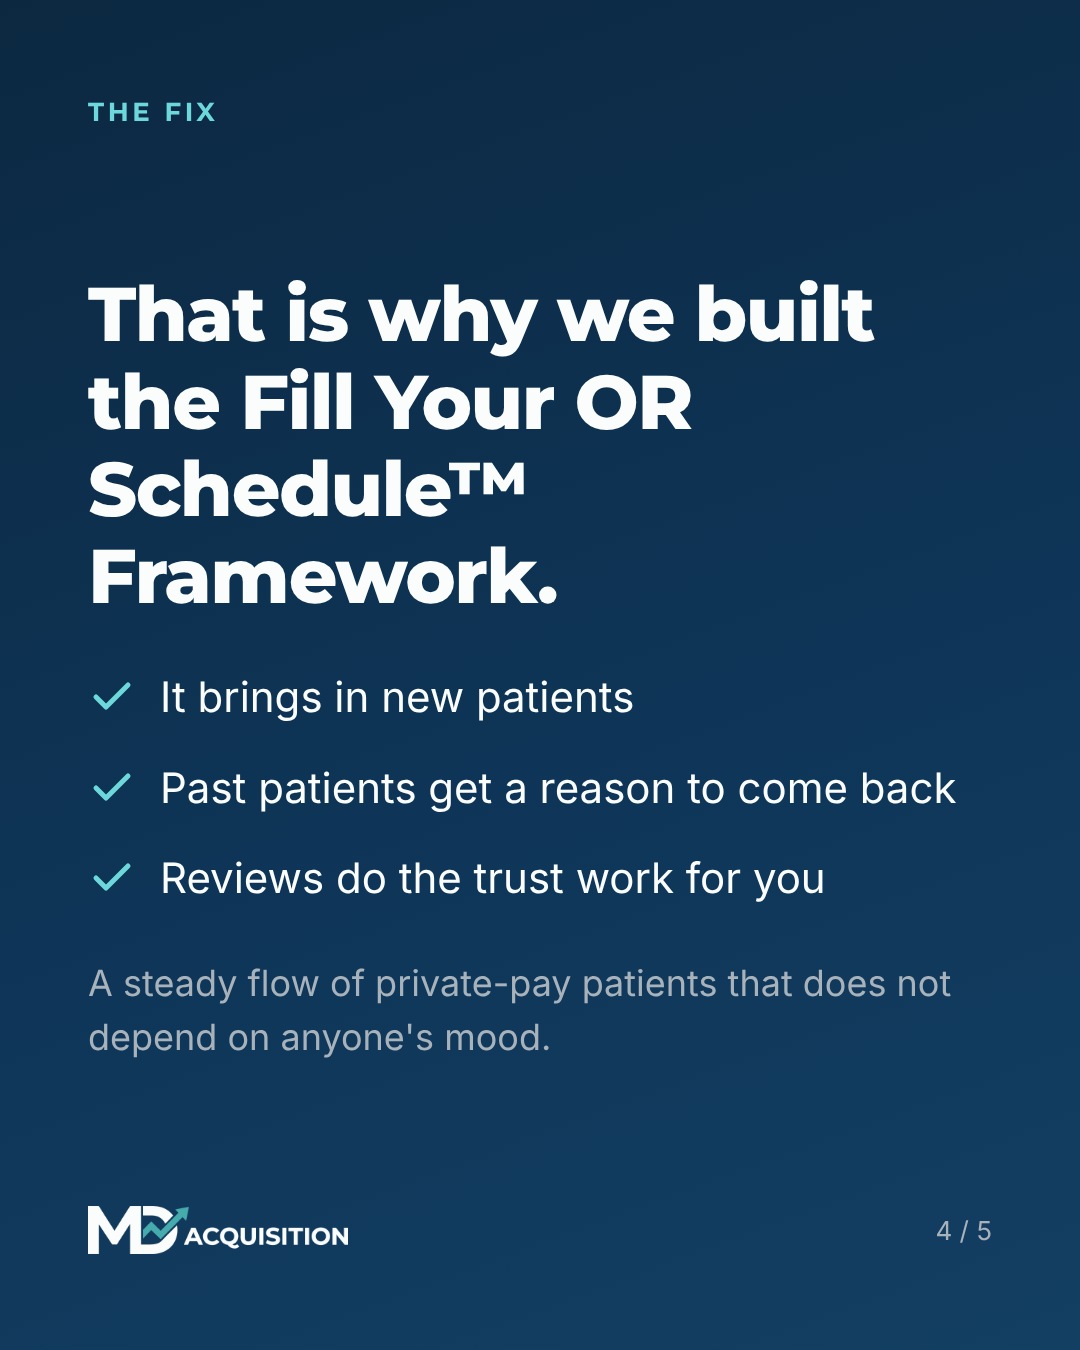 THE FIX
That is why we built
the Fill Your OR
Schedule™
Framework.
It brings in new patients
Past patients get a reason to come back
Reviews do the trust work for you
A steady flow of private-pay patients that does not
depend on anyone's mood.
MD ACQUISITION
4 / 5